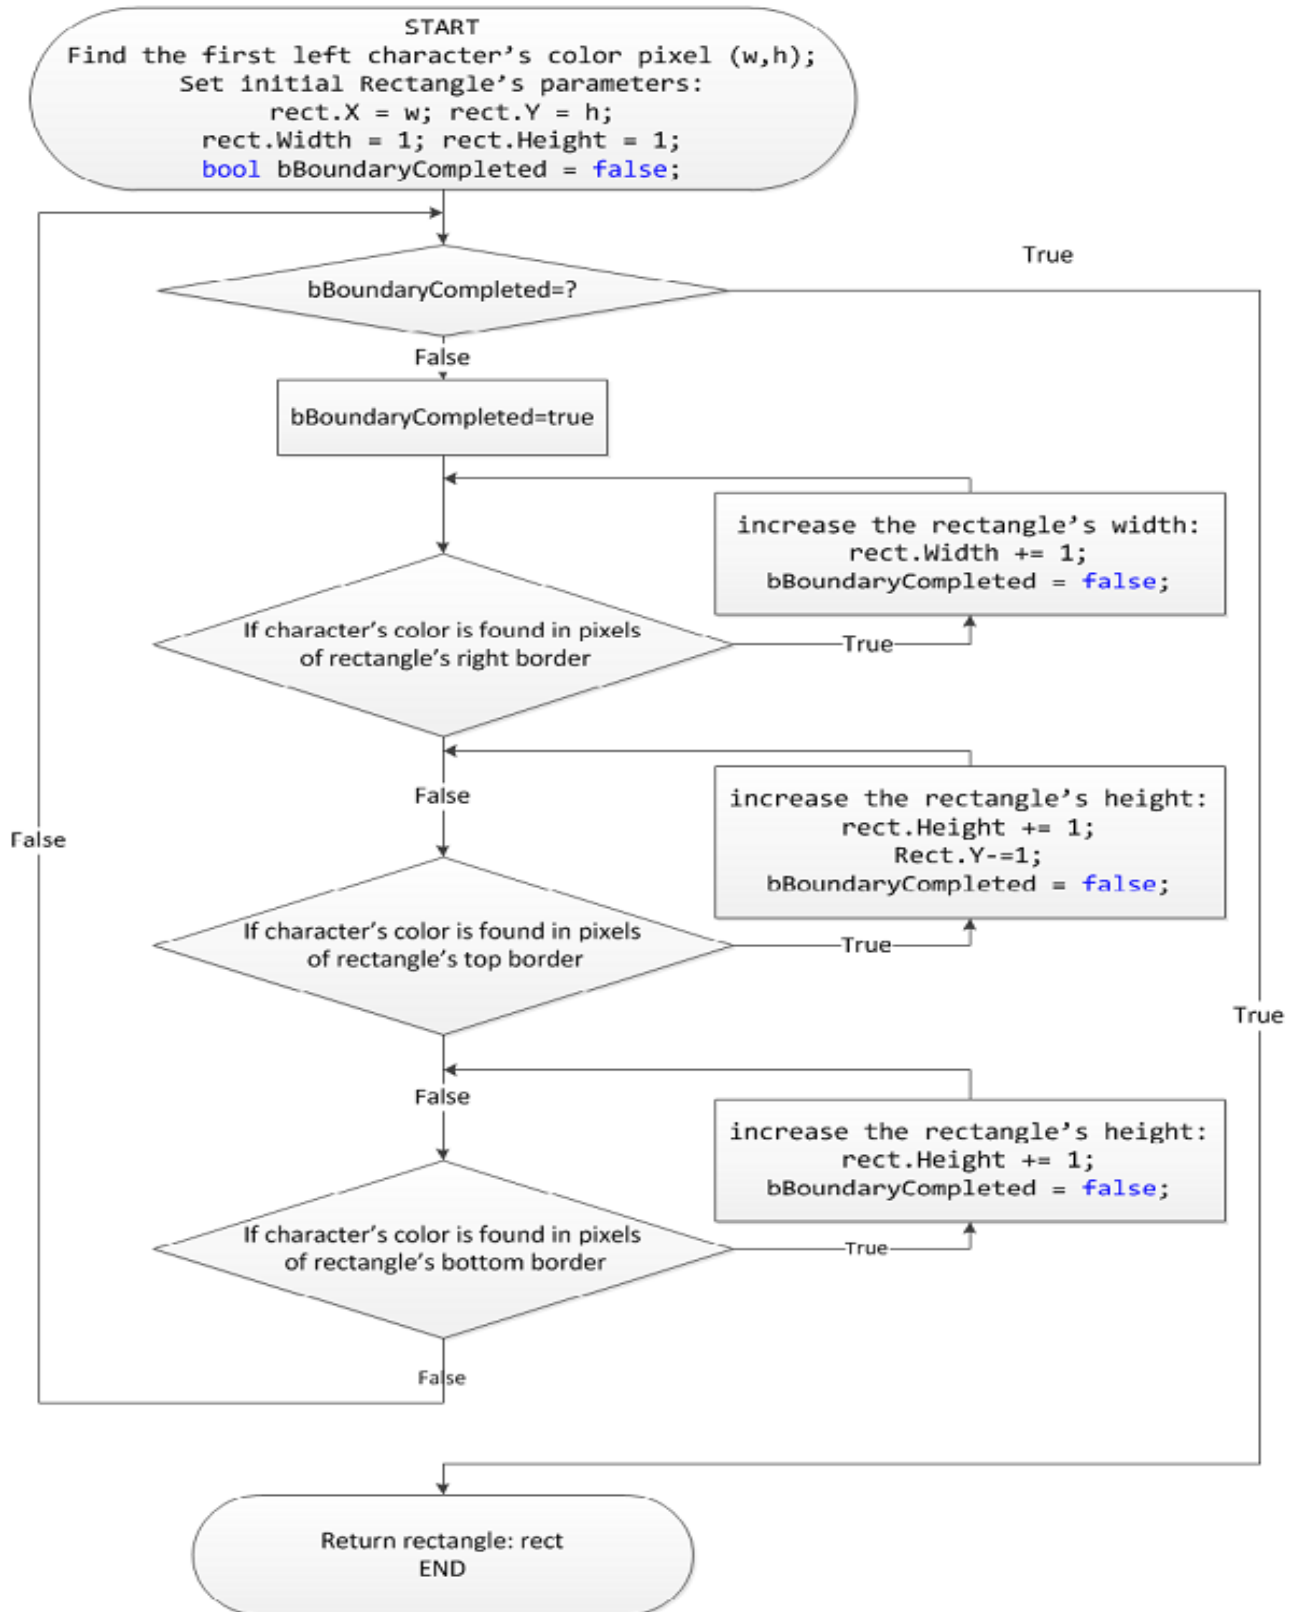 START
Find the first left character’s color pixel (w,h);
Set initial Rectangle’s parameters:
rect.X = w; rect.Y = h;
rect.Width = 1; rect.Height = 1;
bool bBoundaryCompleted = false;
True
bBoundaryCompleted=?
False
bBoundaryCompleted=true
increase the rectangle’s width:
rect.Width += 1;
bBoundaryCompleted = false;
If character’s color is found in pixels
of rectangle’s right border
True
False
increase the rectangle’s height:
rect.Height += 1;
Rect.Y-=1;
bBoundaryCompleted = false;
False
If character’s color is found in pixels
of rectangle’s top border
True
True
False
increase the rectangle’s height:
rect.Height += 1;
bBoundaryCompleted = false;
If character’s color is found in pixels
of rectangle’s bottom border
True
False
Return rectangle: rect
END